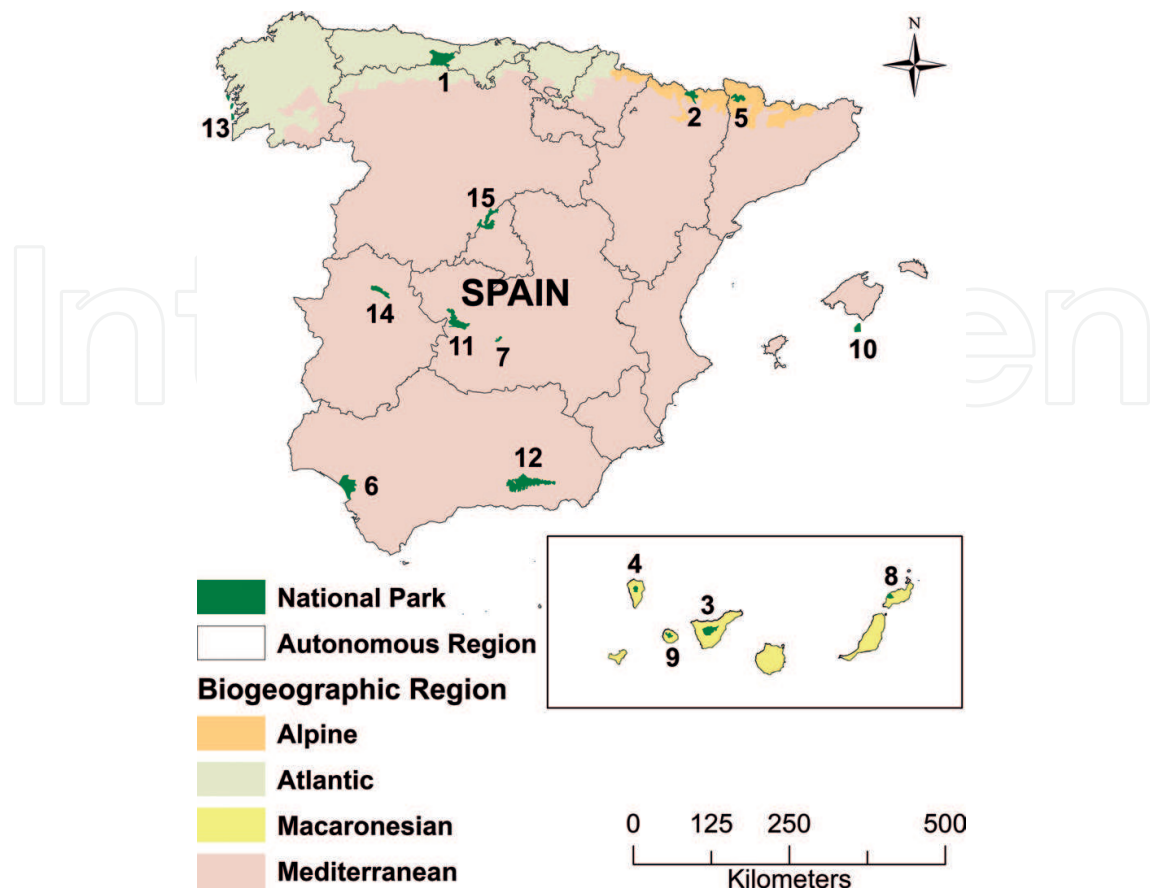 N
1
2
5
13
15
SPAIN
14
11
7
10
12
6
4
8
3
9
National Park
Autonomous Region
Biogeographic Region
Alpine
Atlantic
Macaronesian
Mediterranean
0 125 250 500
Kilometers